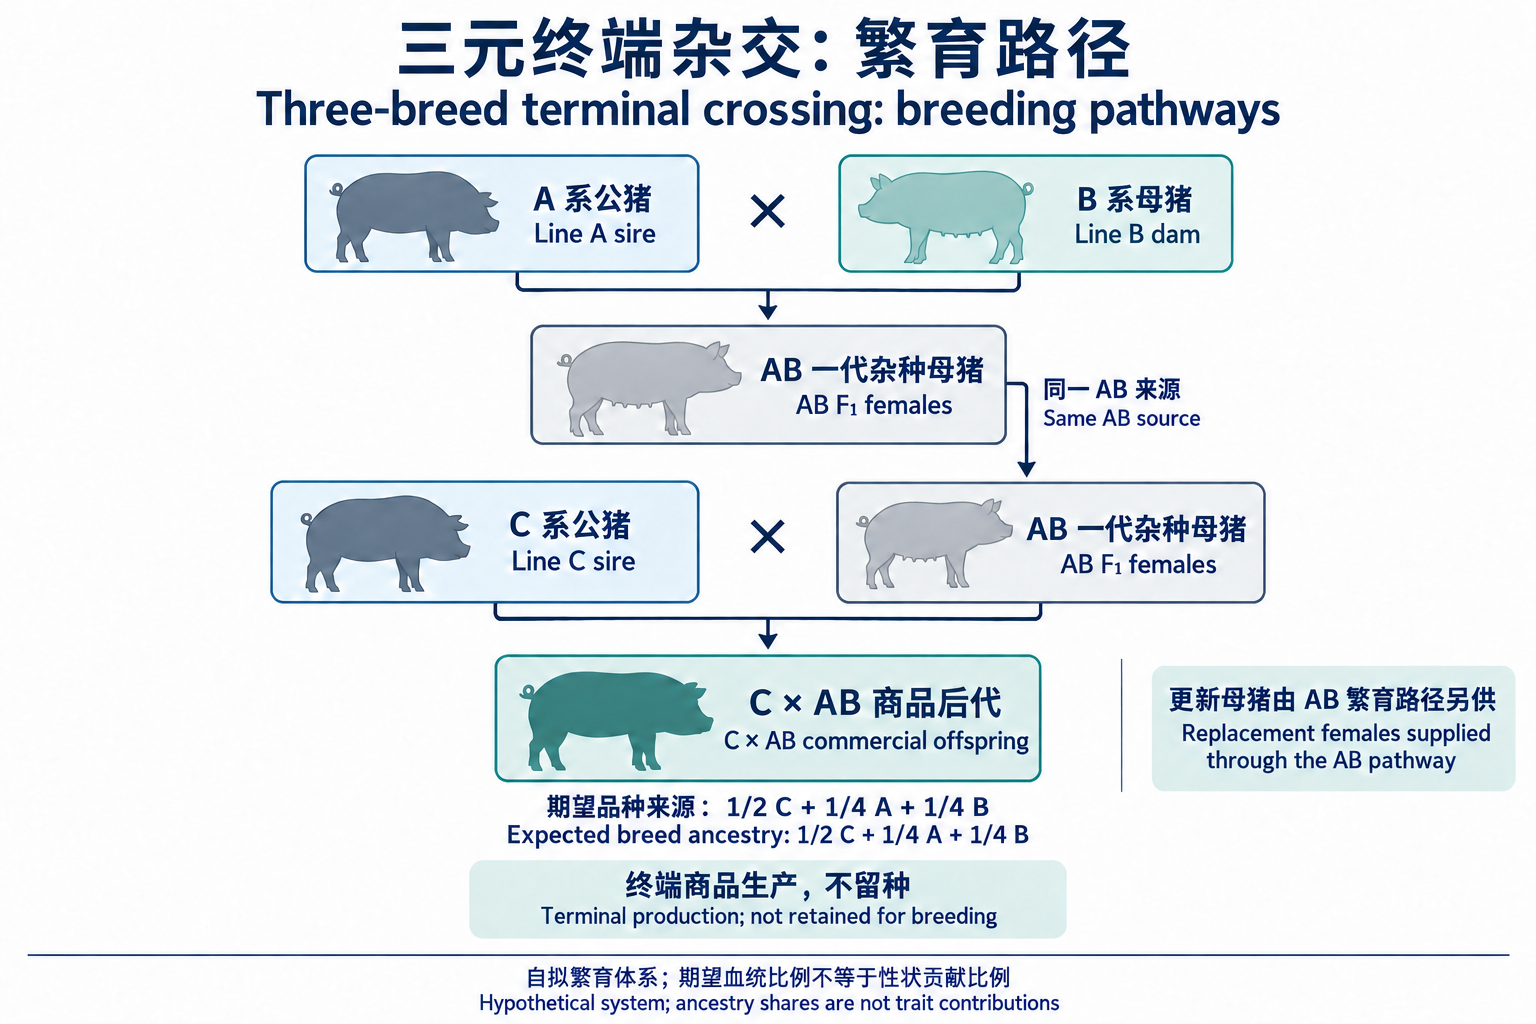 三元终端杂交：繁育路径
Three-breed terminal crossing: breeding pathways
A 系公猪
Line A sire
×
B 系母猪
Line B dam
AB 一代杂种母猪
AB F₁ females
同一 AB 来源
Same AB source
C 系公猪
Line C sire
×
AB 一代杂种母猪
AB F₁ females
C × AB 商品后代
C × AB commercial offspring
更新母猪由 AB 繁育路径另供
Replacement females supplied
through the AB pathway
期望品种来源：1/2 C + 1/4 A + 1/4 B
Expected breed ancestry: 1/2 C + 1/4 A + 1/4 B
终端商品生产，不留种
Terminal production; not retained for breeding
自拟繁育体系；期望血统比例不等于性状贡献比例
Hypothetical system; ancestry shares are not trait contributions